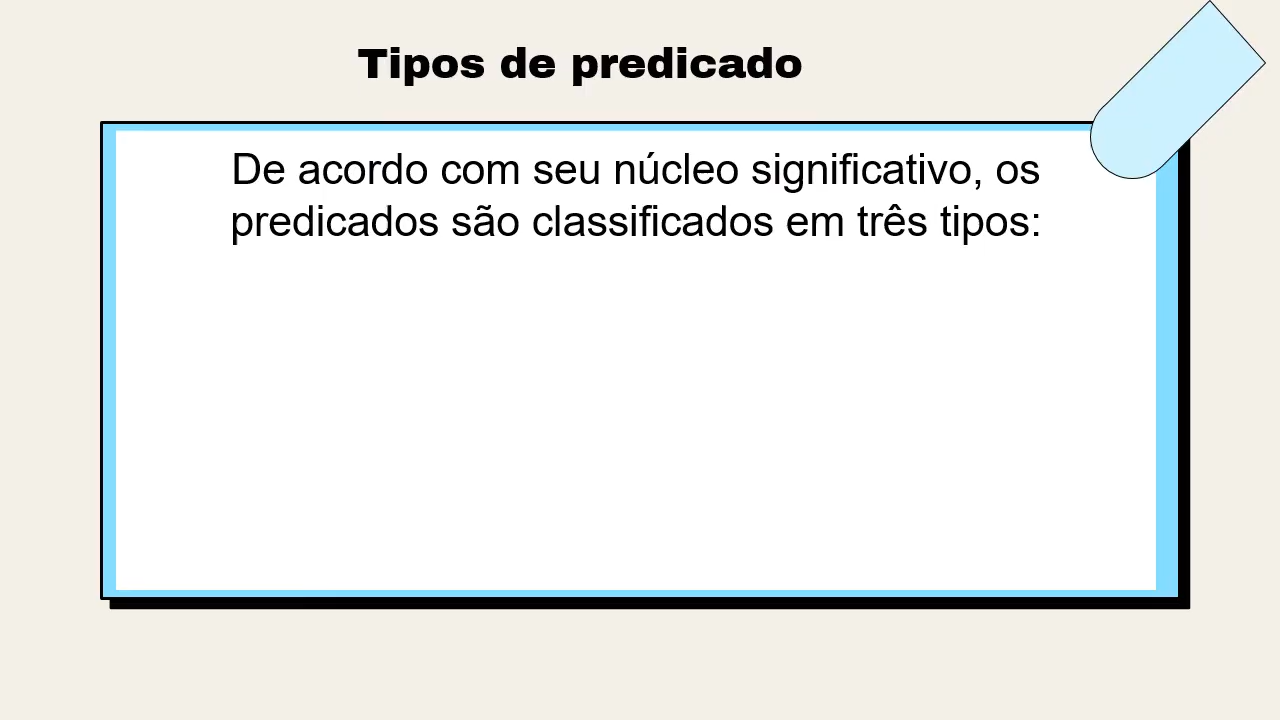 Tipos de predicado
De acordo com seu núcleo significativo, os
predicados são classificados em três tipos: